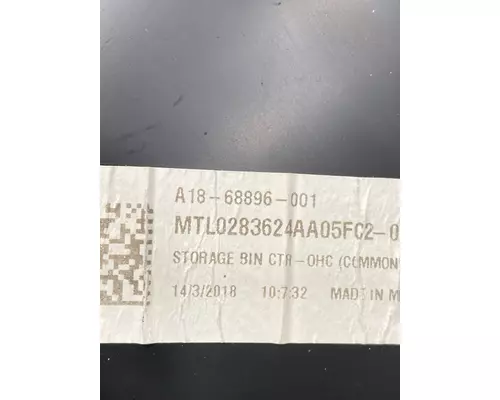 A18-68896-001
MTL0283624AA05FC2-0
STORAGE BIN CTR-OHC (COMMON)
14/3/2018 10:7:32 MADE IN M